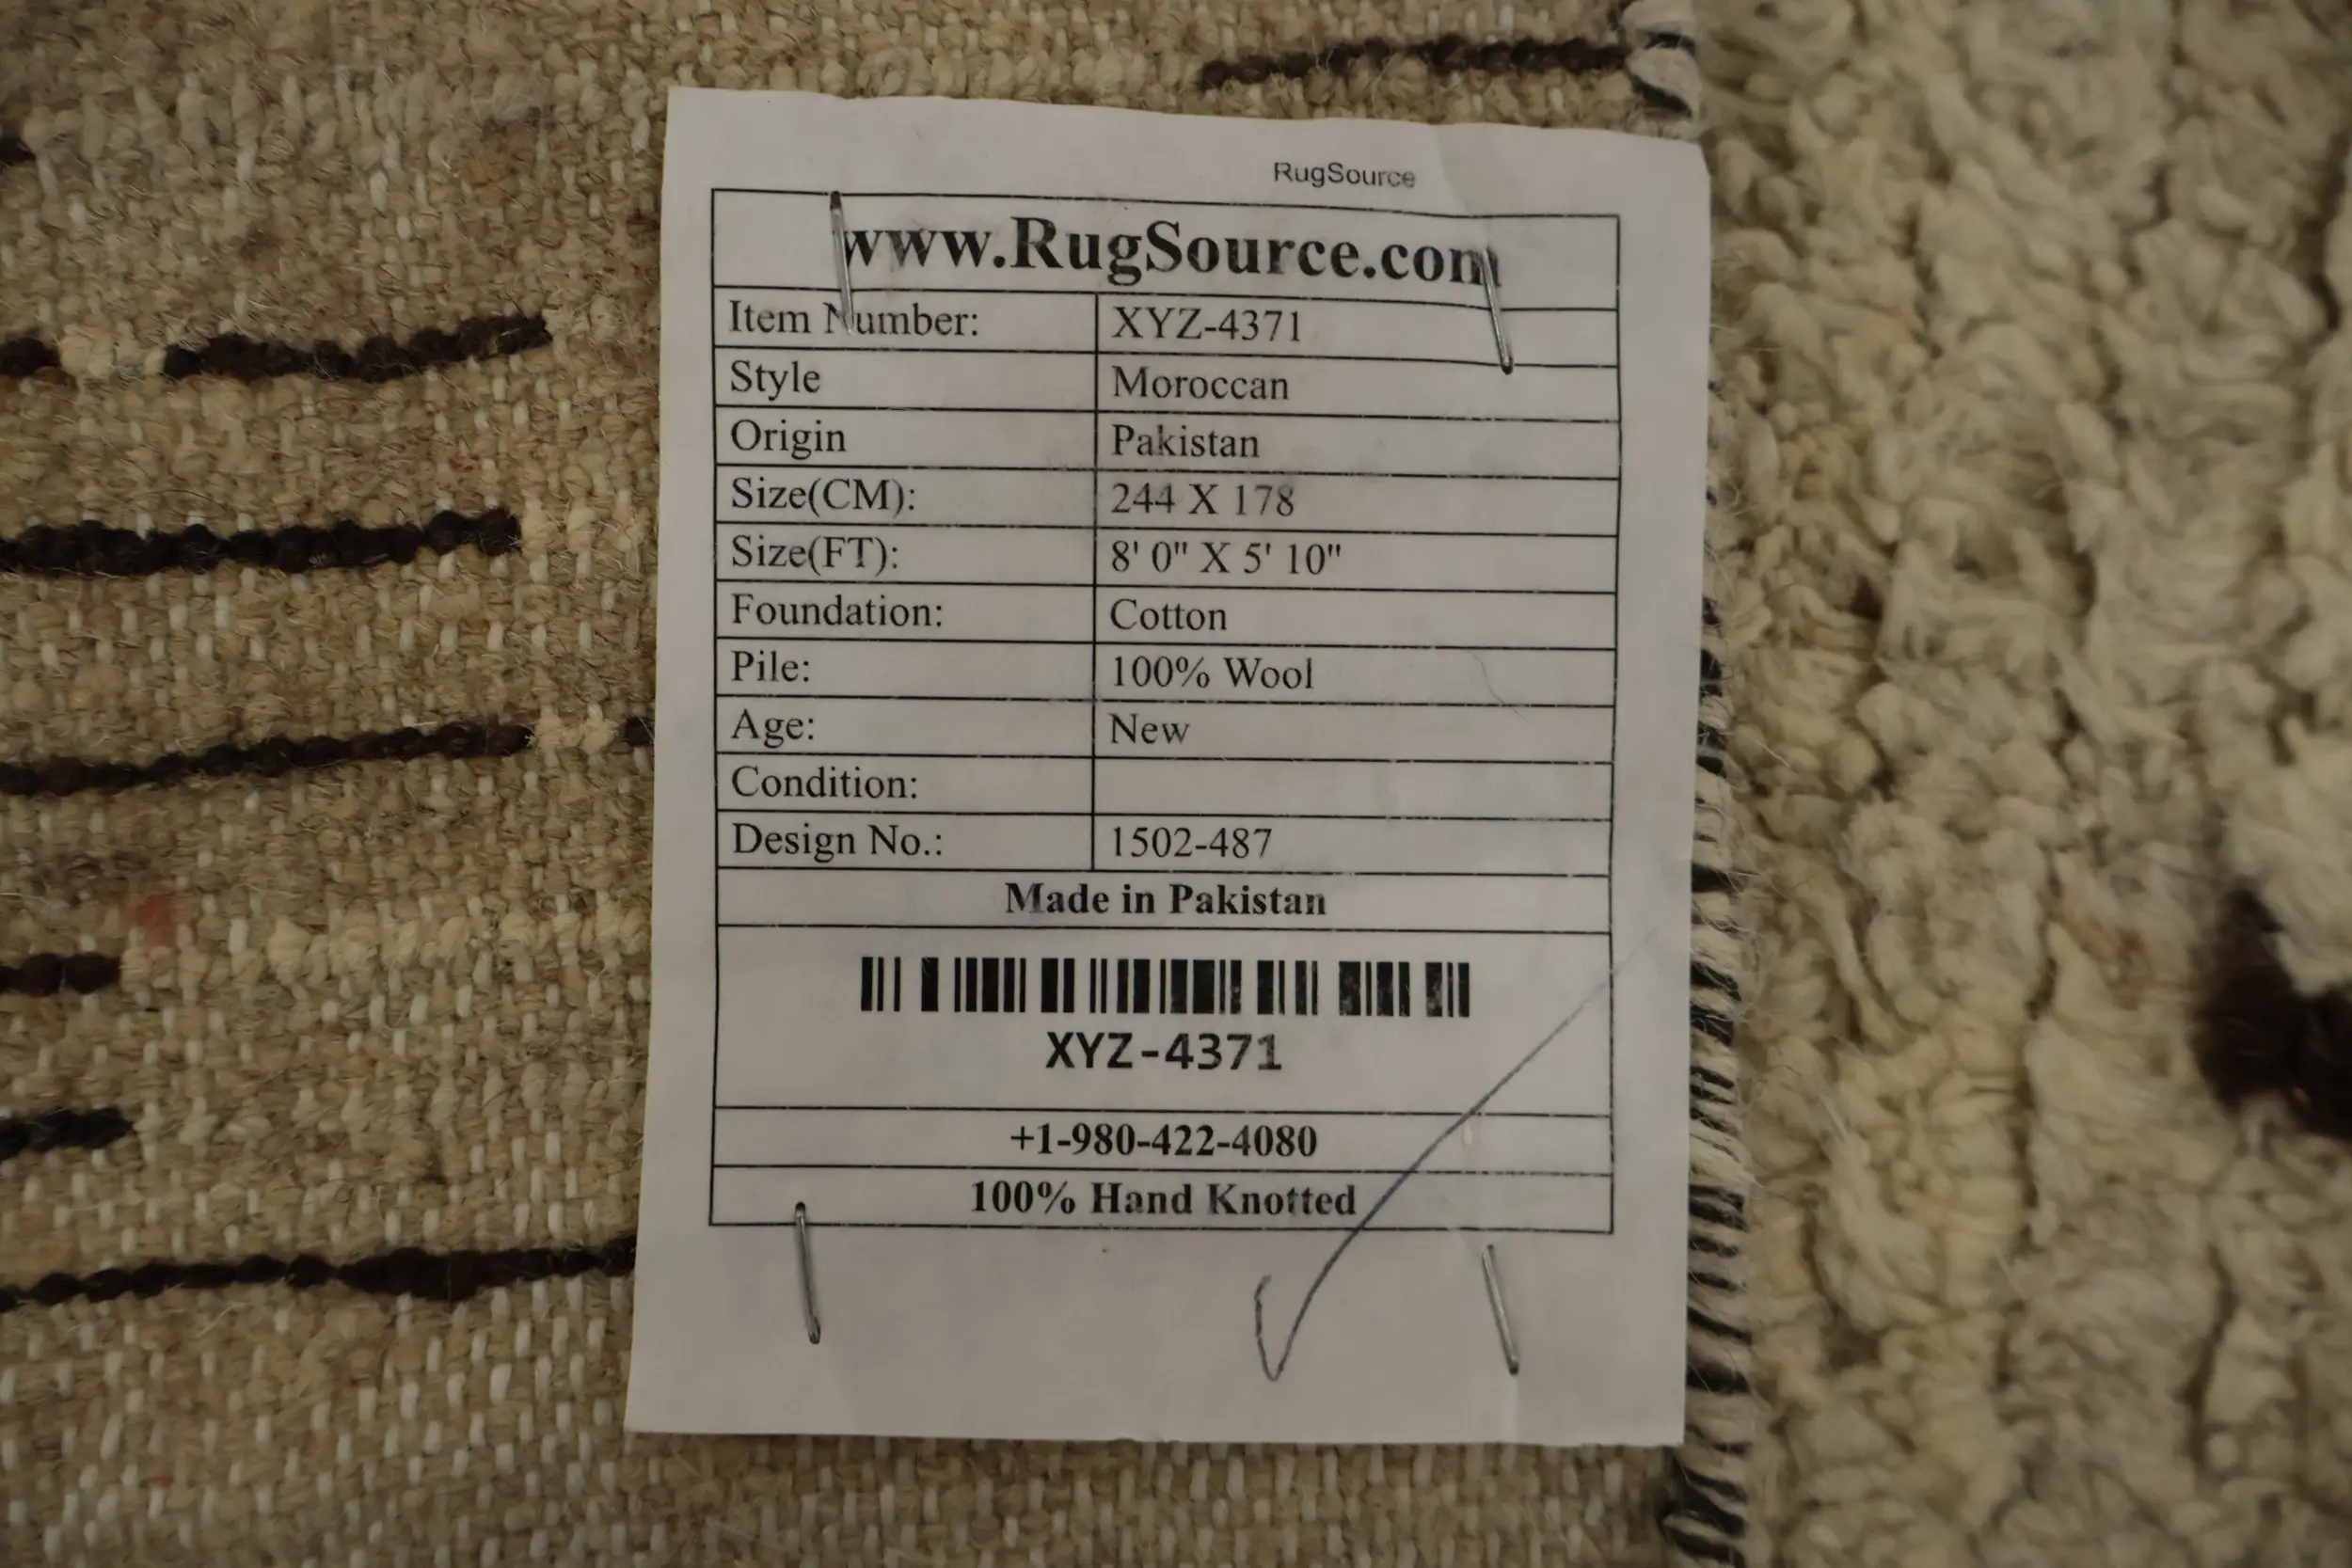 RugSource
www.RugSource.com
Item Number: XYZ-4371
Style Moroccan
Origin Pakistan
Size(CM): 244 X 178
Size(FT): 8' 0" X 5' 10"
Foundation: Cotton
Pile: 100% Wool
Age: New
Condition:
Design No.: 1502-487
Made in Pakistan
XYZ-4371
+1-980-422-4080
100% Hand Knotted